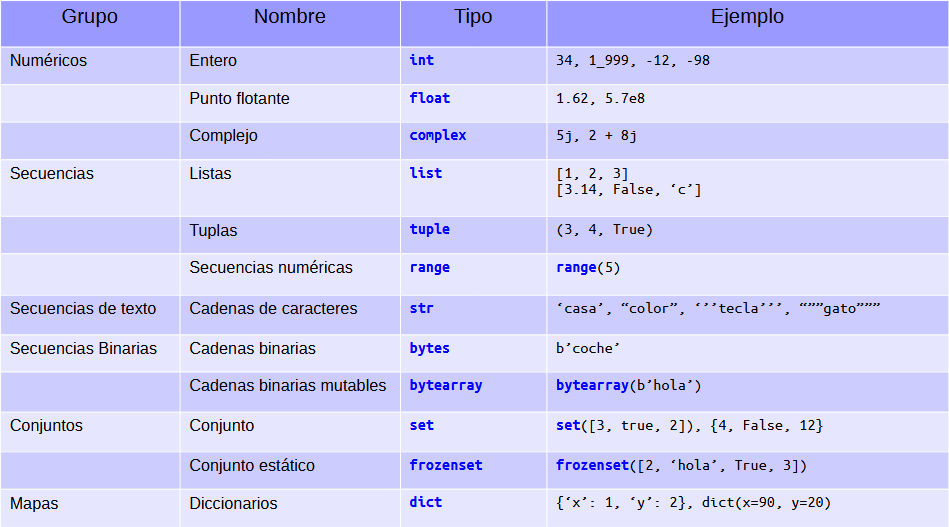 Grupo Nombre Tipo Ejemplo
Numéricos Entero int 34, 1_999, -12, -98
Punto flotante float 1.62, 5.7e8
Complejo complex 5j, 2 + 8j
Secuencias Listas list [1, 2, 3]
[3.14, False, ‘c’]
Tuplas tuple (3, 4, True)
Secuencias numéricas range range(5)
Secuencias de texto Cadenas de caracteres str ‘casa’, “color”, ‘’’tecla’’’, “””gato”””
Secuencias Binarias Cadenas binarias bytes b’coche’
Cadenas binarias mutables bytearray bytearray(b’hola’)
Conjuntos Conjunto set set([3, true, 2]), {4, False, 12}
Conjunto estático frozenset frozenset([2, ‘hola’, True, 3])
Mapas Diccionarios dict {‘x’: 1, ‘y’: 2}, dict(x=90, y=20)